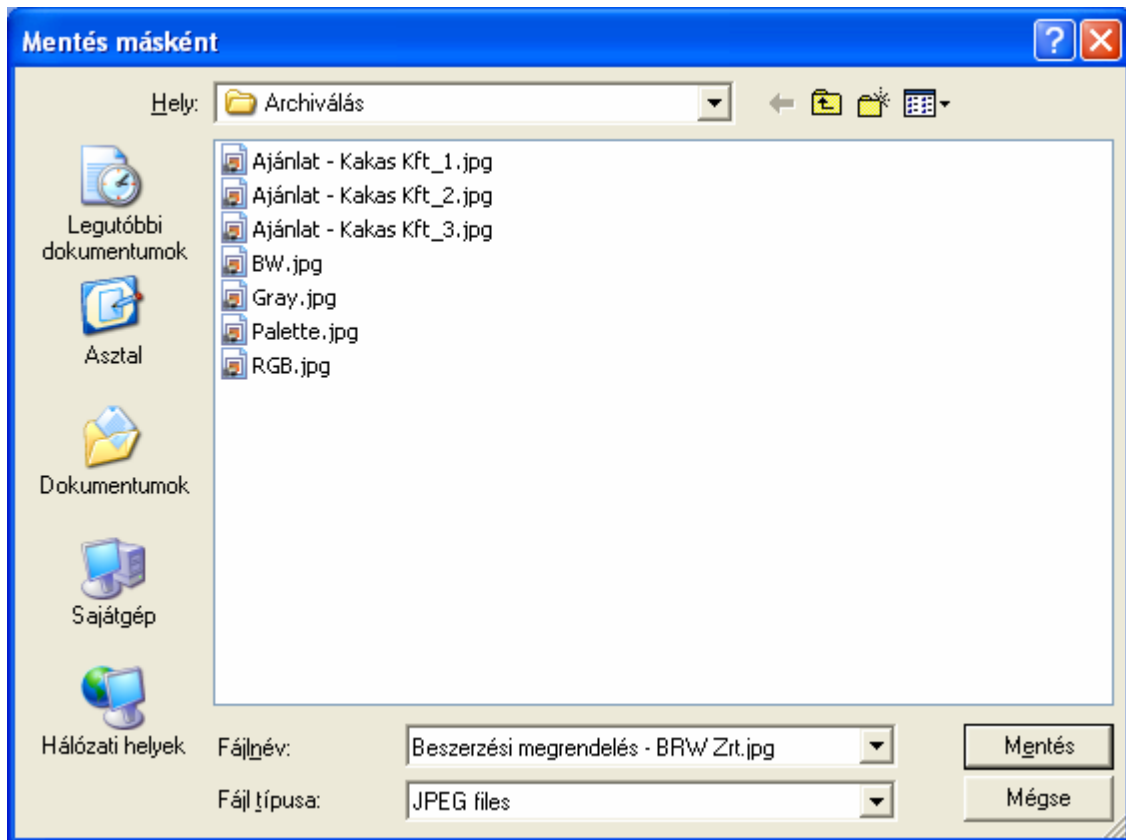 Mentés másként
Hely: Archiválás
Ajánlat - Kakas Kft_1.jpg
Ajánlat - Kakas Kft_2.jpg
Ajánlat - Kakas Kft_3.jpg
BW.jpg
Gray.jpg
Palette.jpg
RGB.jpg
Legutóbbi
dokumentumok
Asztal
Dokumentumok
Sajátgép
Hálózati helyek
Fájlnév: Beszerzési megrendelés - BRW Zrt.jpg Mentés
Fájl típusa: JPEG files Mégse